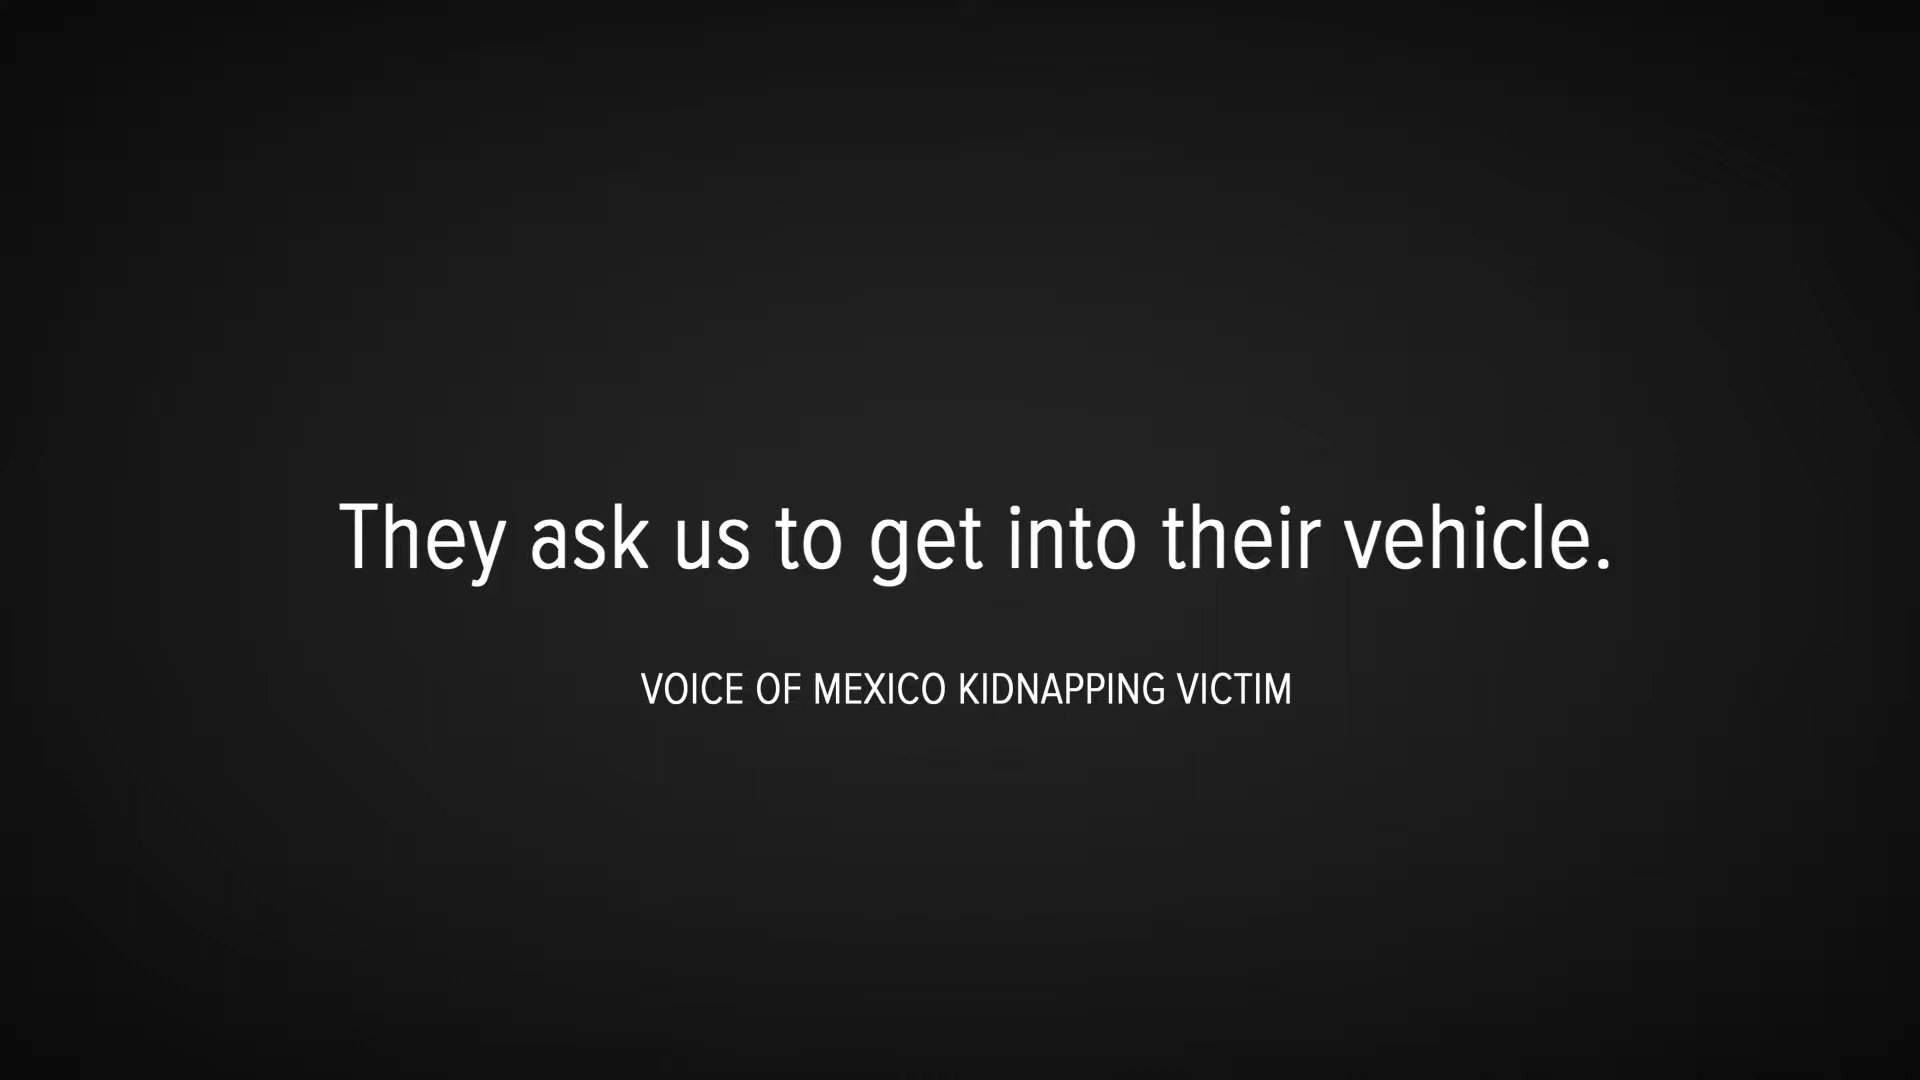 They ask us to get into their vehicle.
VOICE OF MEXICO KIDNAPPING VICTIM